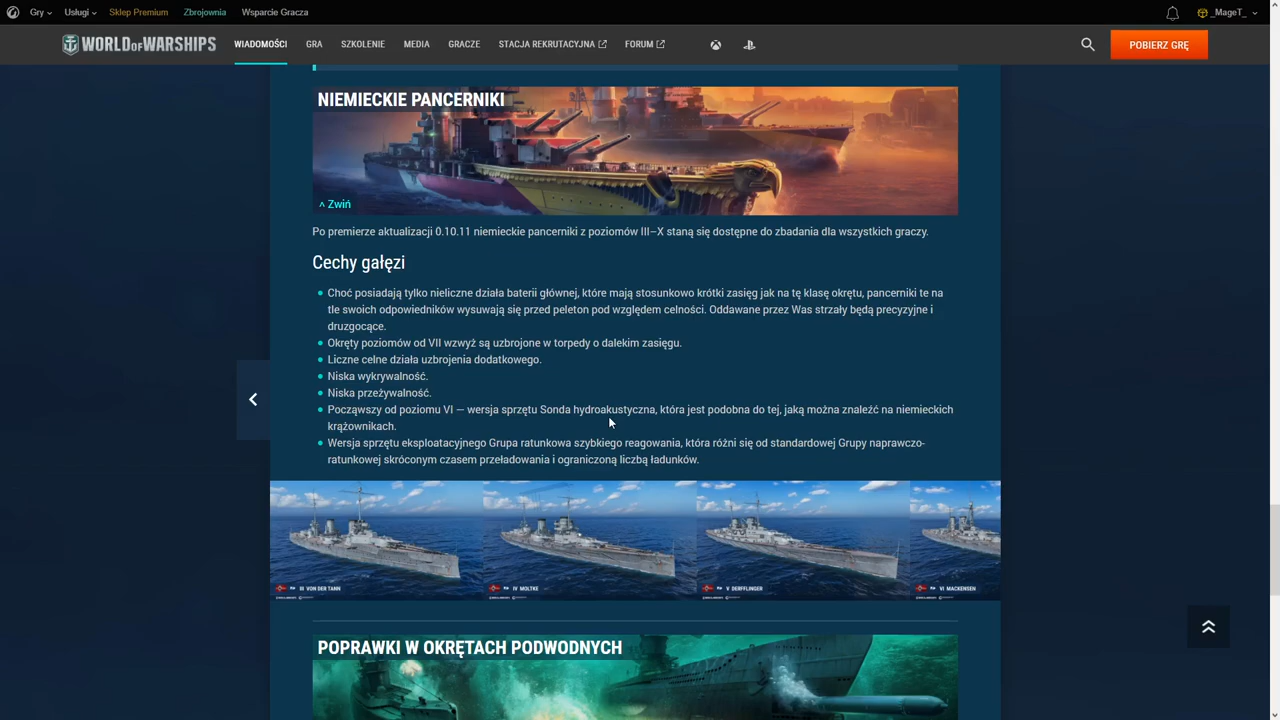 Gry
Usługi
Sklep Premium
Zbrojownia
Wsparcie Gracza
_MageT_
WORLD OF WARSHIPS
WIADOMOŚCI
GRA
SZKOLENIE
MEDIA
GRACZE
STACJA REKRUTACYJNA
FORUM
POBIERZ GRĘ
NIEMIECKIE PANCERNIKI
^ Zwiń
Po premierze aktualizacji 0.10.11 niemieckie pancerniki z poziomów III–X staną się dostępne do zbadania dla wszystkich graczy.
Cechy gałęzi
Choć posiadają tylko nieliczne działa baterii głównej, które mają stosunkowo krótki zasięg jak na tę klasę okrętu, pancerniki te na
tle swoich odpowiedników wysuwają się przed peleton pod względem celności. Oddawane przez Was strzały będą precyzyjne i
druzgocące.
Okręty poziomów od VII wzwyż są uzbrojone w torpedy o dalekim zasięgu.
Liczne celne działa uzbrojenia dodatkowego.
Niska wykrywalność.
Niska przeżywalność.
Począwszy od poziomu VI — wersja sprzętu Sonda hydroakustyczna, która jest podobna do tej, jaką można znaleźć na niemieckich
krążownikach.
Wersja sprzętu eksploatacyjnego Grupa ratunkowa szybkiego reagowania, która różni się od standardowej Grupy naprawczo-
ratunkowej skróconym czasem przeładowania i ograniczoną liczbą ładunków.
III VON DER TANN
IV MOLTKE
V DERFFLINGER
VI MACKENSEN
POPRAWKI W OKRĘTACH PODWODNYCH